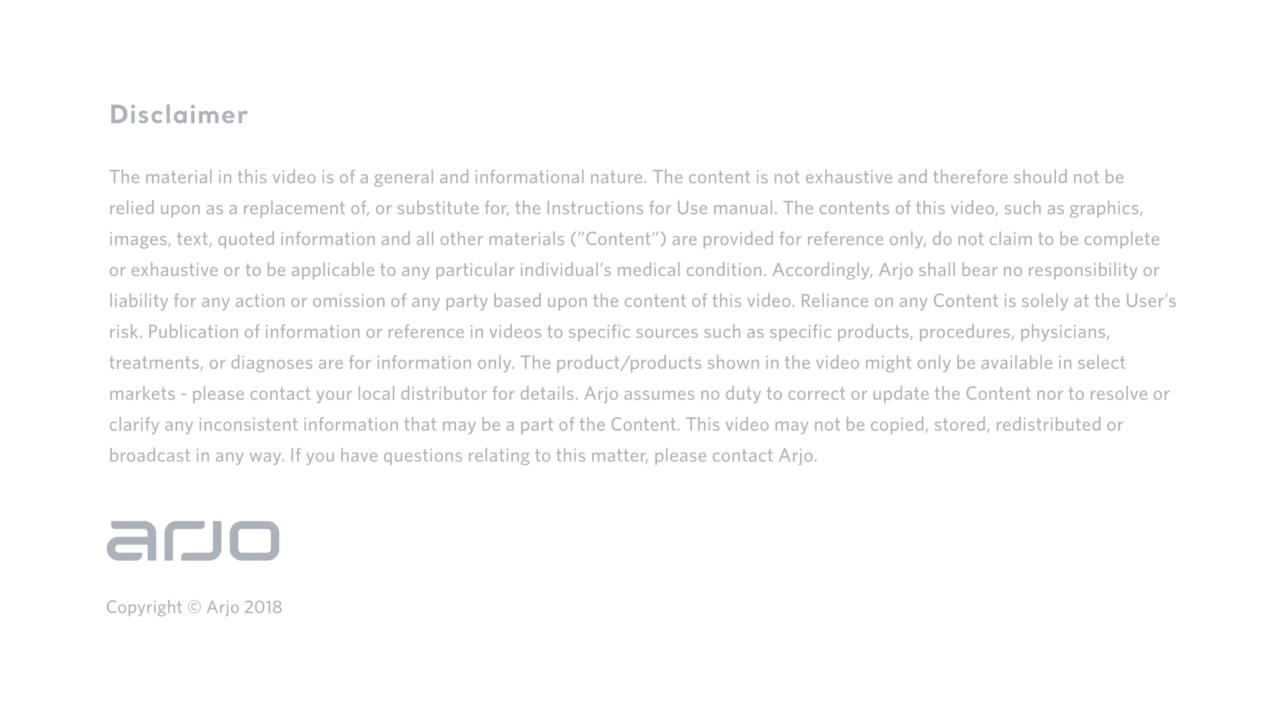 Disclaimer
The material in this video is of a general and informational nature. The content is not exhaustive and therefore should not be
relied upon as a replacement of, or substitute for, the Instructions for Use manual. The contents of this video, such as graphics,
images, text, quoted information and all other materials (”Content”) are provided for reference only, do not claim to be complete
or exhaustive or to be applicable to any particular individual’s medical condition. Accordingly, Arjo shall bear no responsibility or
liability for any action or omission of any party based upon the content of this video. Reliance on any Content is solely at the User’s
risk. Publication of information or reference in videos to specific sources such as specific products, procedures, physicians,
treatments, or diagnoses are for information only. The product/products shown in the video might only be available in select
markets - please contact your local distributor for details. Arjo assumes no duty to correct or update the Content nor to resolve or
clarify any inconsistent information that may be a part of the Content. This video may not be copied, stored, redistributed or
broadcast in any way. If you have questions relating to this matter, please contact Arjo.
arjo
Copyright © Arjo 2018